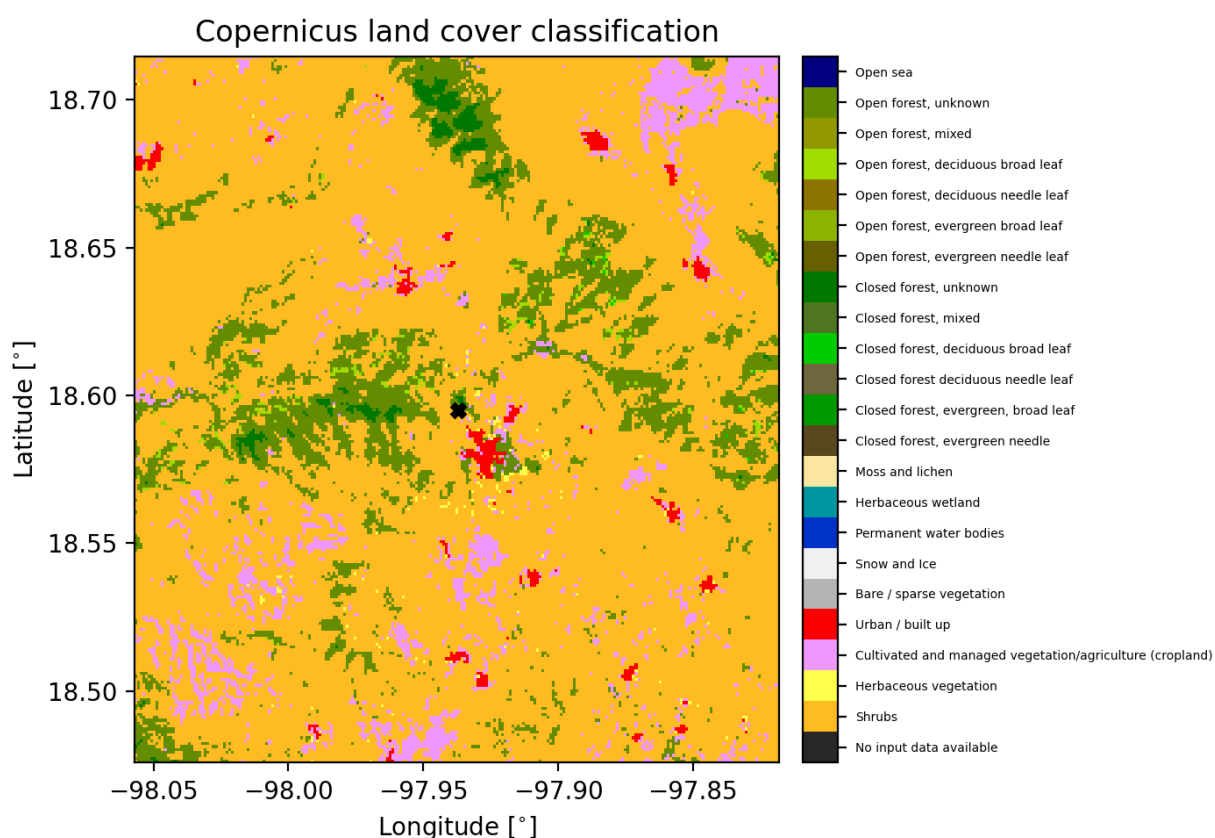 Copernicus land cover classification
18.70
18.65
18.60
18.55
18.50
Latitude [°]
−98.05
−98.00
−97.95
−97.90
−97.85
Longitude [°]
Open sea
Open forest, unknown
Open forest, mixed
Open forest, deciduous broad leaf
Open forest, deciduous needle leaf
Open forest, evergreen broad leaf
Open forest, evergreen needle leaf
Closed forest, unknown
Closed forest, mixed
Closed forest, deciduous broad leaf
Closed forest deciduous needle leaf
Closed forest, evergreen, broad leaf
Closed forest, evergreen needle
Moss and lichen
Herbaceous wetland
Permanent water bodies
Snow and Ice
Bare / sparse vegetation
Urban / built up
Cultivated and managed vegetation/agriculture (cropland)
Herbaceous vegetation
Shrubs
No input data available